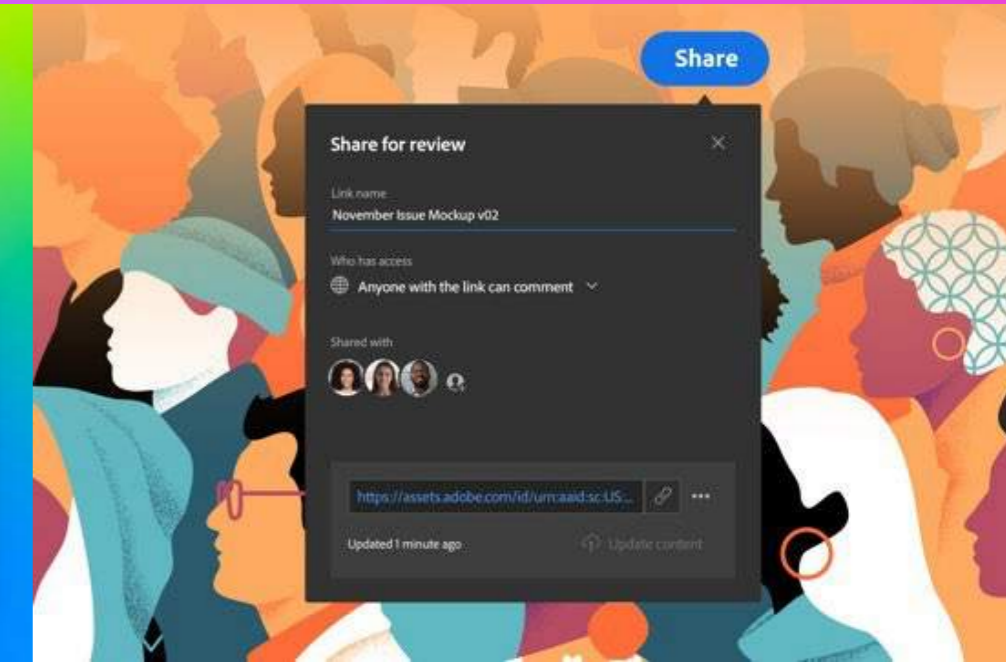 Share
Share for review
Link name
November Issue Mockup v02
Who has access
Anyone with the link can comment
Shared with
https://assets.adobe.com/id/urn:aaid:sc:US:...
Updated 1 minute ago
Update content